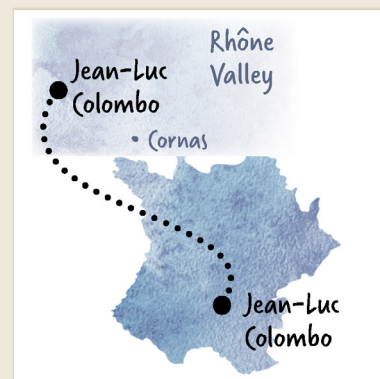 Rhône
Valley
Jean-Luc
Colombo
Cornas
Jean-Luc
Colombo